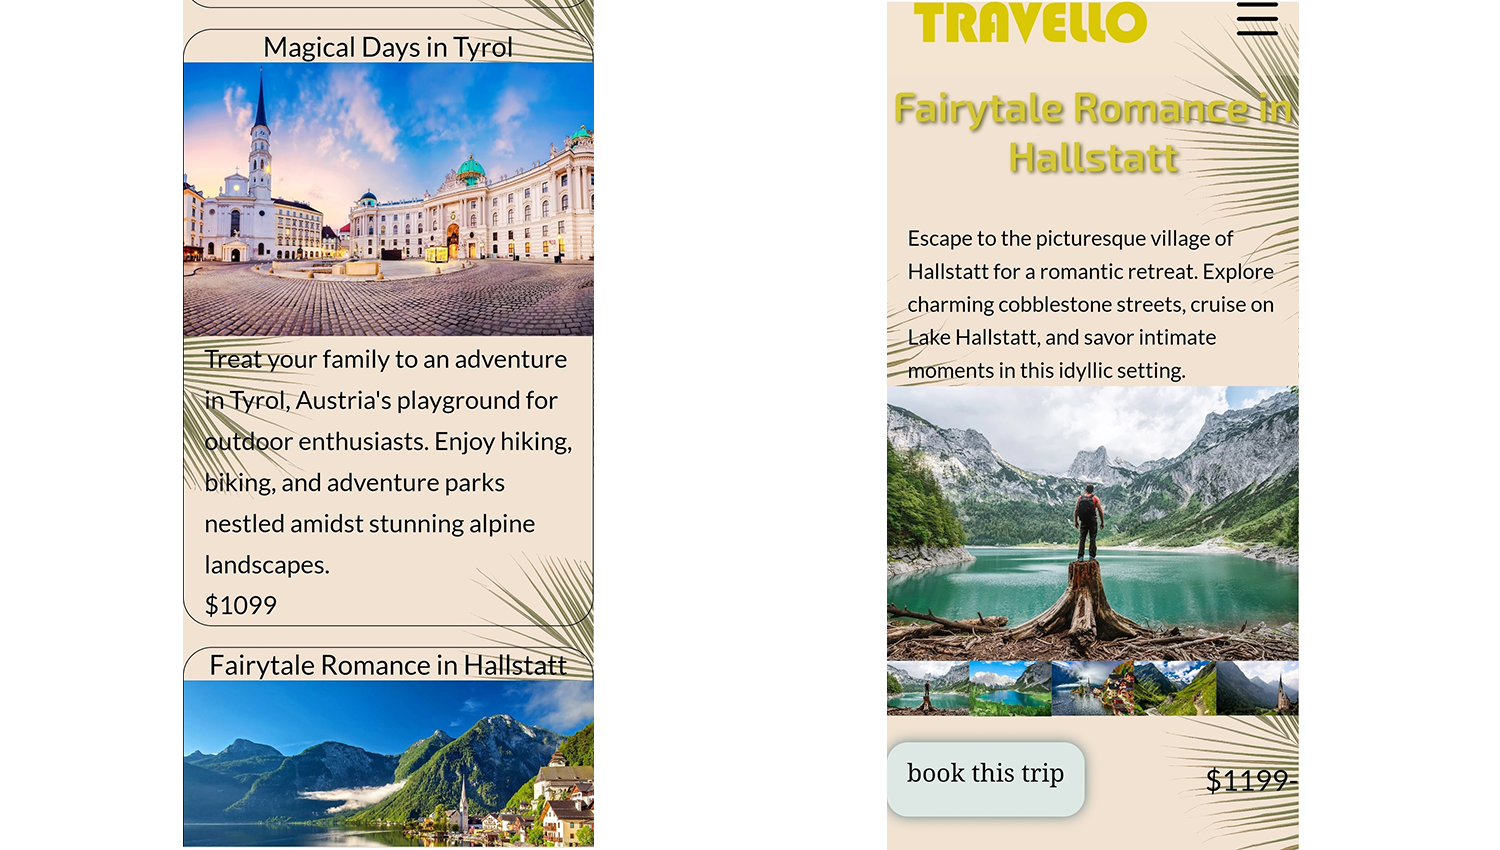 Magical Days in Tyrol
Treat your family to an adventure
in Tyrol, Austria's playground for
outdoor enthusiasts. Enjoy hiking,
biking, and adventure parks
nestled amidst stunning alpine
landscapes.
$1099
Fairytale Romance in Hallstatt
TRAVELLO
Fairytale Romance in
Hallstatt
Escape to the picturesque village of
Hallstatt for a romantic retreat. Explore
charming cobblestone streets, cruise on
Lake Hallstatt, and savor intimate
moments in this idyllic setting.
book this trip
$1199-